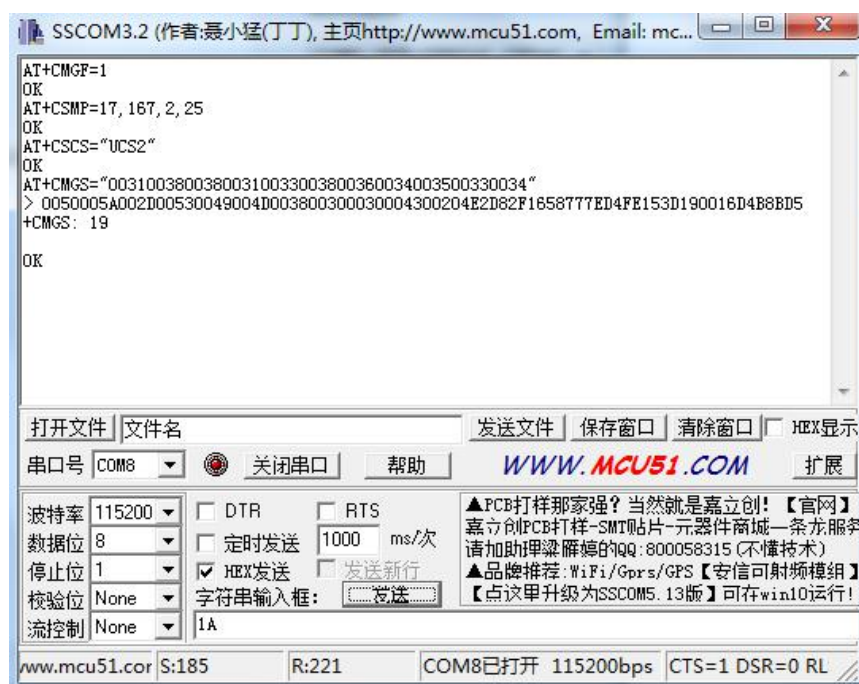 SSCOM3.2 (作者:聂小猛(丁丁), 主页http://www.mcu51.com, Email: mc...
AT+CMGF=1
OK
AT+CSMP=17,167,2,25
OK
AT+CSCS="UCS2"
OK
AT+CMGS="00310038003800310033003800360034003500330034"
> 0050005A002D00530049004D003800300030004300204E2D82F1658777ED4FE153D190016D4B8BD5
+CMGS: 19
OK
打开文件 文件名 发送文件 保存窗口 清除窗口 HEX显示
串口号 COM8 关闭串口 帮助 WWW.MCU51.COM 扩展
波特率 115200 DTR RTS
数据位 8 定时发送 1000 ms/次
停止位 1 HEX发送 发送新行
校验位 None 字符串输入框: 发送
流控制 None 1A
▲PCB打样那家强? 当然就是嘉立创! 【官网】
嘉立创PCB打样-SMT贴片-元器件商城一条龙服务
请加助理梁雁婷的QQ:800058315(不懂技术)
▲品牌推荐:WiFi/Gprs/GPS【安信可射频模组】
【点这里升级为SSCOM5.13版】可在win10运行!
www.mcu51.cor S:185 R:221 COM8已打开 115200bps CTS=1 DSR=0 RL